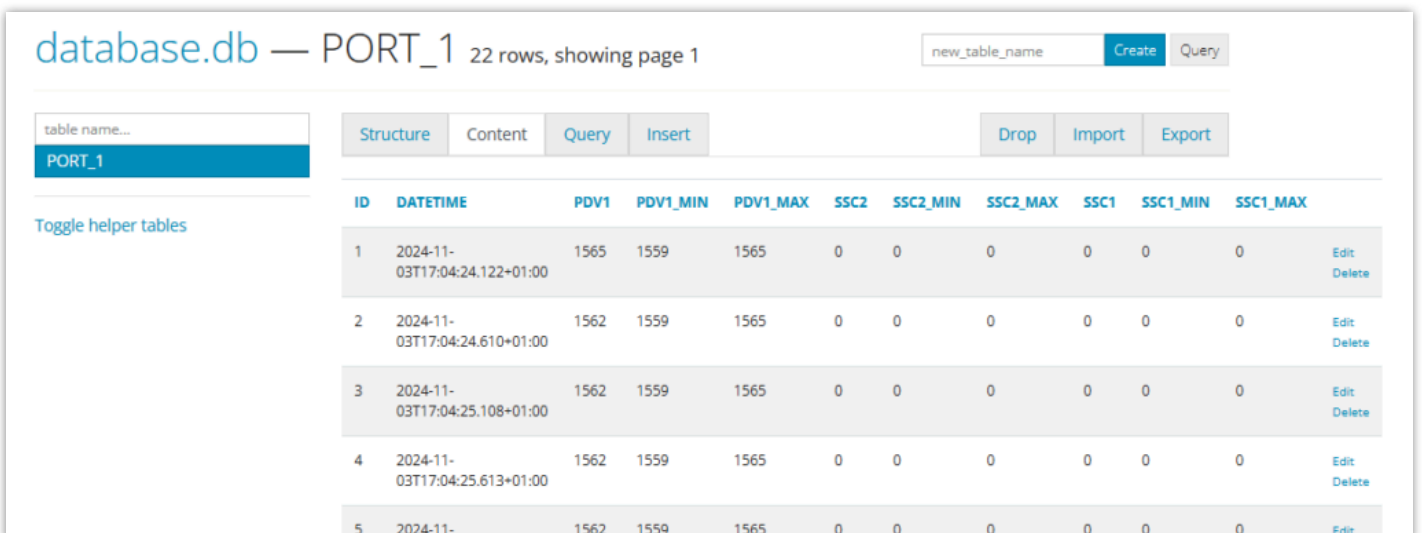 database.db — PORT_1 22 rows, showing page 1
new_table_name Create Query
table name...
PORT_1
Toggle helper tables
Structure Content Query Insert Drop Import Export
ID DATETIME PDV1 PDV1_MIN PDV1_MAX SSC2 SSC2_MIN SSC2_MAX SSC1 SSC1_MIN SSC1_MAX
1 2024-11- 1565 1559 1565 0 0 0 0 0 0 Edit
03T17:04:24.122+01:00 Delete
2 2024-11- 1562 1559 1565 0 0 0 0 0 0 Edit
03T17:04:24.610+01:00 Delete
3 2024-11- 1562 1559 1565 0 0 0 0 0 0 Edit
03T17:04:25.108+01:00 Delete
4 2024-11- 1562 1559 1565 0 0 0 0 0 0 Edit
03T17:04:25.613+01:00 Delete
5 2024-11- 1562 1559 1565 0 0 0 0 0 0 Edit